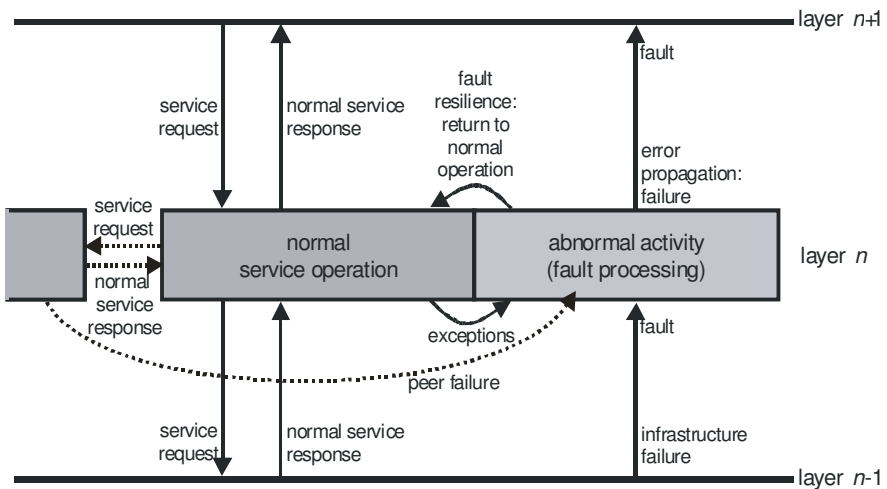 layer n+1
fault
service
request
normal service
response
fault
resilience:
return to
normal
operation
error
propagation:
failure
service
request
normal
service operation
abnormal activity
(fault processing)
layer n
normal
service
response
exceptions
fault
peer failure
service
request
normal service
response
infrastructure
failure
layer n-1